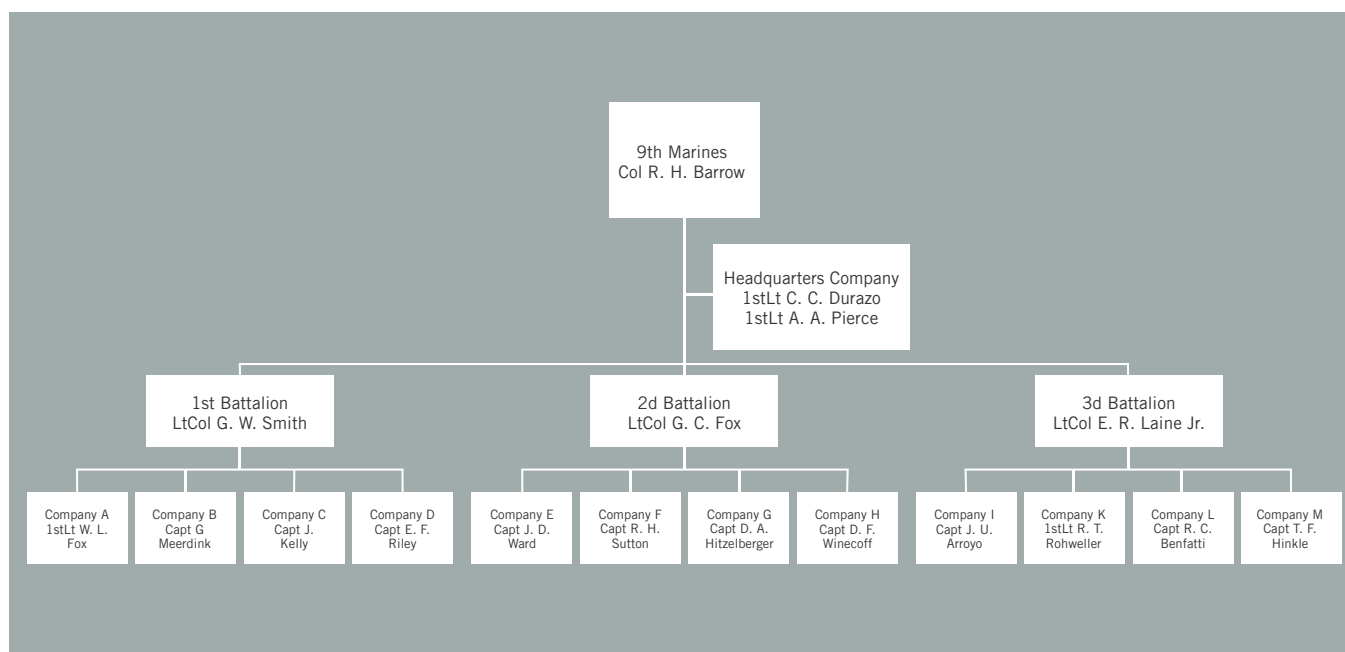 9th Marines
Col R. H. Barrow
Headquarters Company
1stLt C. C. Durazo
1stLt A. A. Pierce
1st Battalion
LtCol G. W. Smith
2d Battalion
LtCol G. C. Fox
3d Battalion
LtCol E. R. Laine Jr.
Company A
1stLt W. L.
Fox
Company B
Capt G
Meerdink
Company C
Capt J.
Kelly
Company D
Capt E. F.
Riley
Company E
Capt J. D.
Ward
Company F
Capt R. H.
Sutton
Company G
Capt D. A.
Hitzelberger
Company H
Capt D. F.
Winecoff
Company I
Capt J. U.
Arroyo
Company K
1stLt R. T.
Rohweller
Company L
Capt R. C.
Benfatti
Company M
Capt T. F.
Hinkle